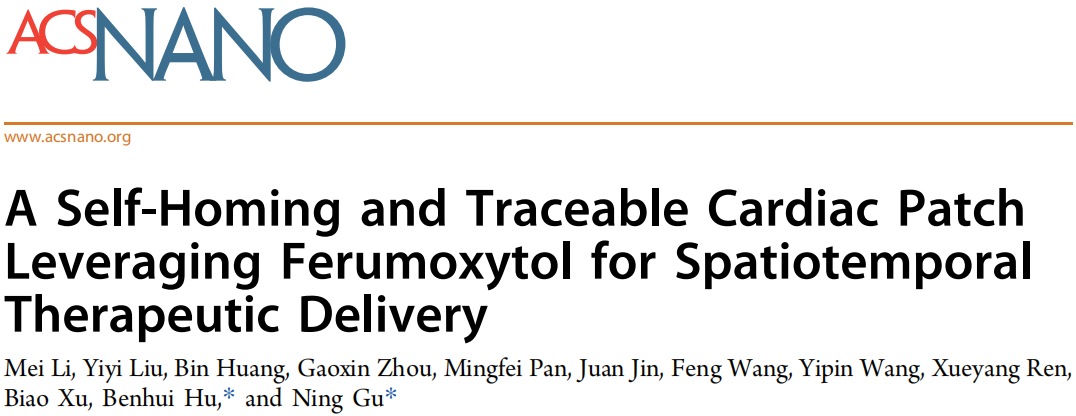 ACSNANO
www.acsnano.org
A Self-Homing and Traceable Cardiac Patch
Leveraging Ferumoxytol for Spatiotemporal
Therapeutic Delivery
Mei Li, Yiyi Liu, Bin Huang, Gaoxin Zhou, Mingfei Pan, Juan Jin, Feng Wang, Yipin Wang, Xueyang Ren,
Biao Xu, Benhui Hu,* and Ning Gu*